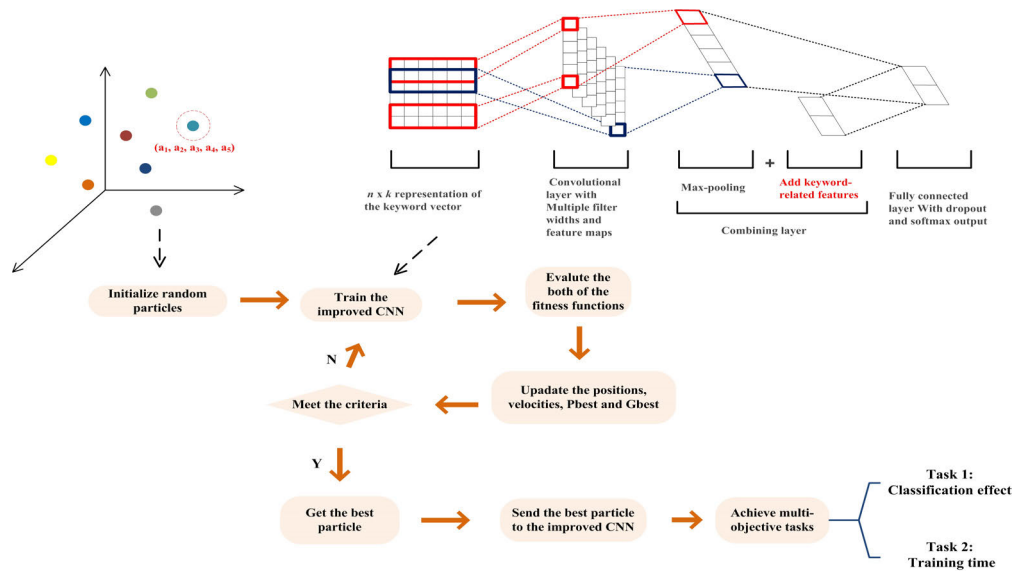 (a₁, a₂, a₃, a₄, a₅)
n x k representation of
the keyword vector
Convolutional
layer with
Multiple filter
widths and
feature maps
Max-pooling
+
Add keyword-
related features
Combining layer
Fully connected
layer With dropout
and softmax output
Initialize random
particles
Train the
improved CNN
Evalute the
both of the
fitness functions
N
Meet the criteria
Upadate the positions,
velocities, Pbest and Gbest
Y
Get the best
particle
Send the best particle
to the improved CNN
Achieve multi-
objective tasks
Task 1:
Classification effect
Task 2:
Training time